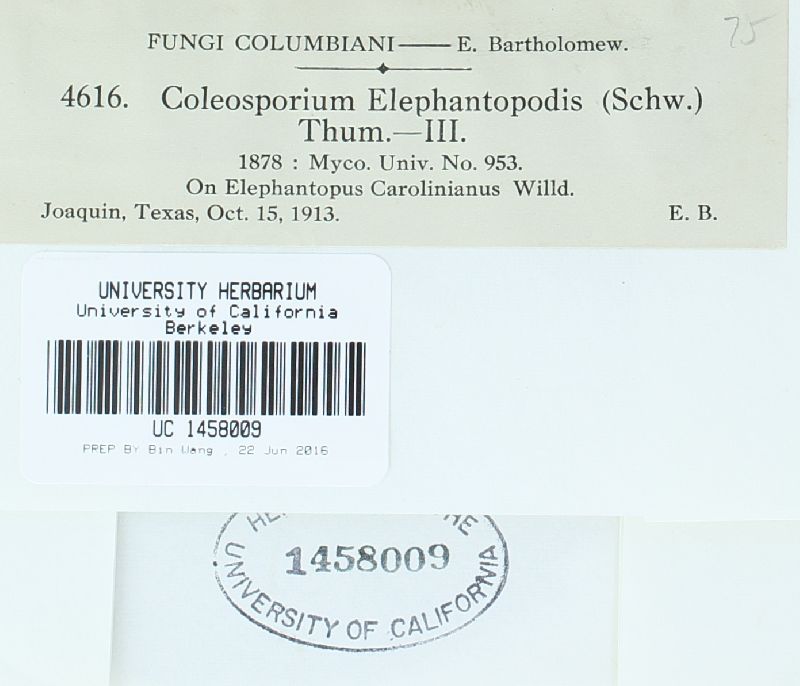 75
FUNGI COLUMBIANI—E. Bartholomew.
4616. Coleosporium Elephantopodis (Schw.)
Thum.—III.
1878 : Myco. Univ. No. 953.
On Elephantopus Carolinianus Willd.
Joaquin, Texas, Oct. 15, 1913. E. B.
UNIVERSITY HERBARIUM
University of California
Berkeley
UC 1458009
PREP BY Bin Wang , 22 Jun 2016
1458009
UNIVERSITY OF CALIFORNIA